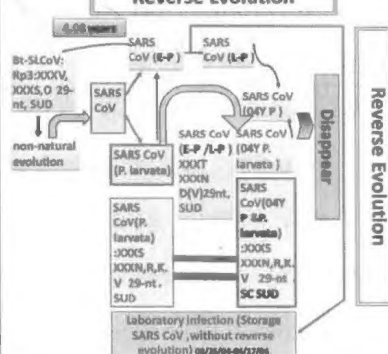 Reverse Evolution
4.08 years
Bt-SLCoV:
Rp3:XXXV,
XXXS,O 29-
nt, SUD
non-natural
evolution
SARS
CoV
SARS
CoV (E-P )
SARS
CoV (L-P )
SARS CoV
(P. larvata)
SARS CoV
(E-P /L-P)
XXXT
XXXN
D(V)29nt,
SUD
SARS CoV
(04Y P )
SARS CoV
(04Y P.
larvata )
Disappear
Reverse Evolution
SARS
CoV(P.
larvata)
:XXXS
XXXN,R,K.
V 29-nt.
SUD
SARS
CoV(04Y
P &P.
larvata)
:XXXS
XXXN,R,K.
V 29-nt
SC SUD
Laboratory infection (Storage
SARS CoV ,without reverse
evolution)